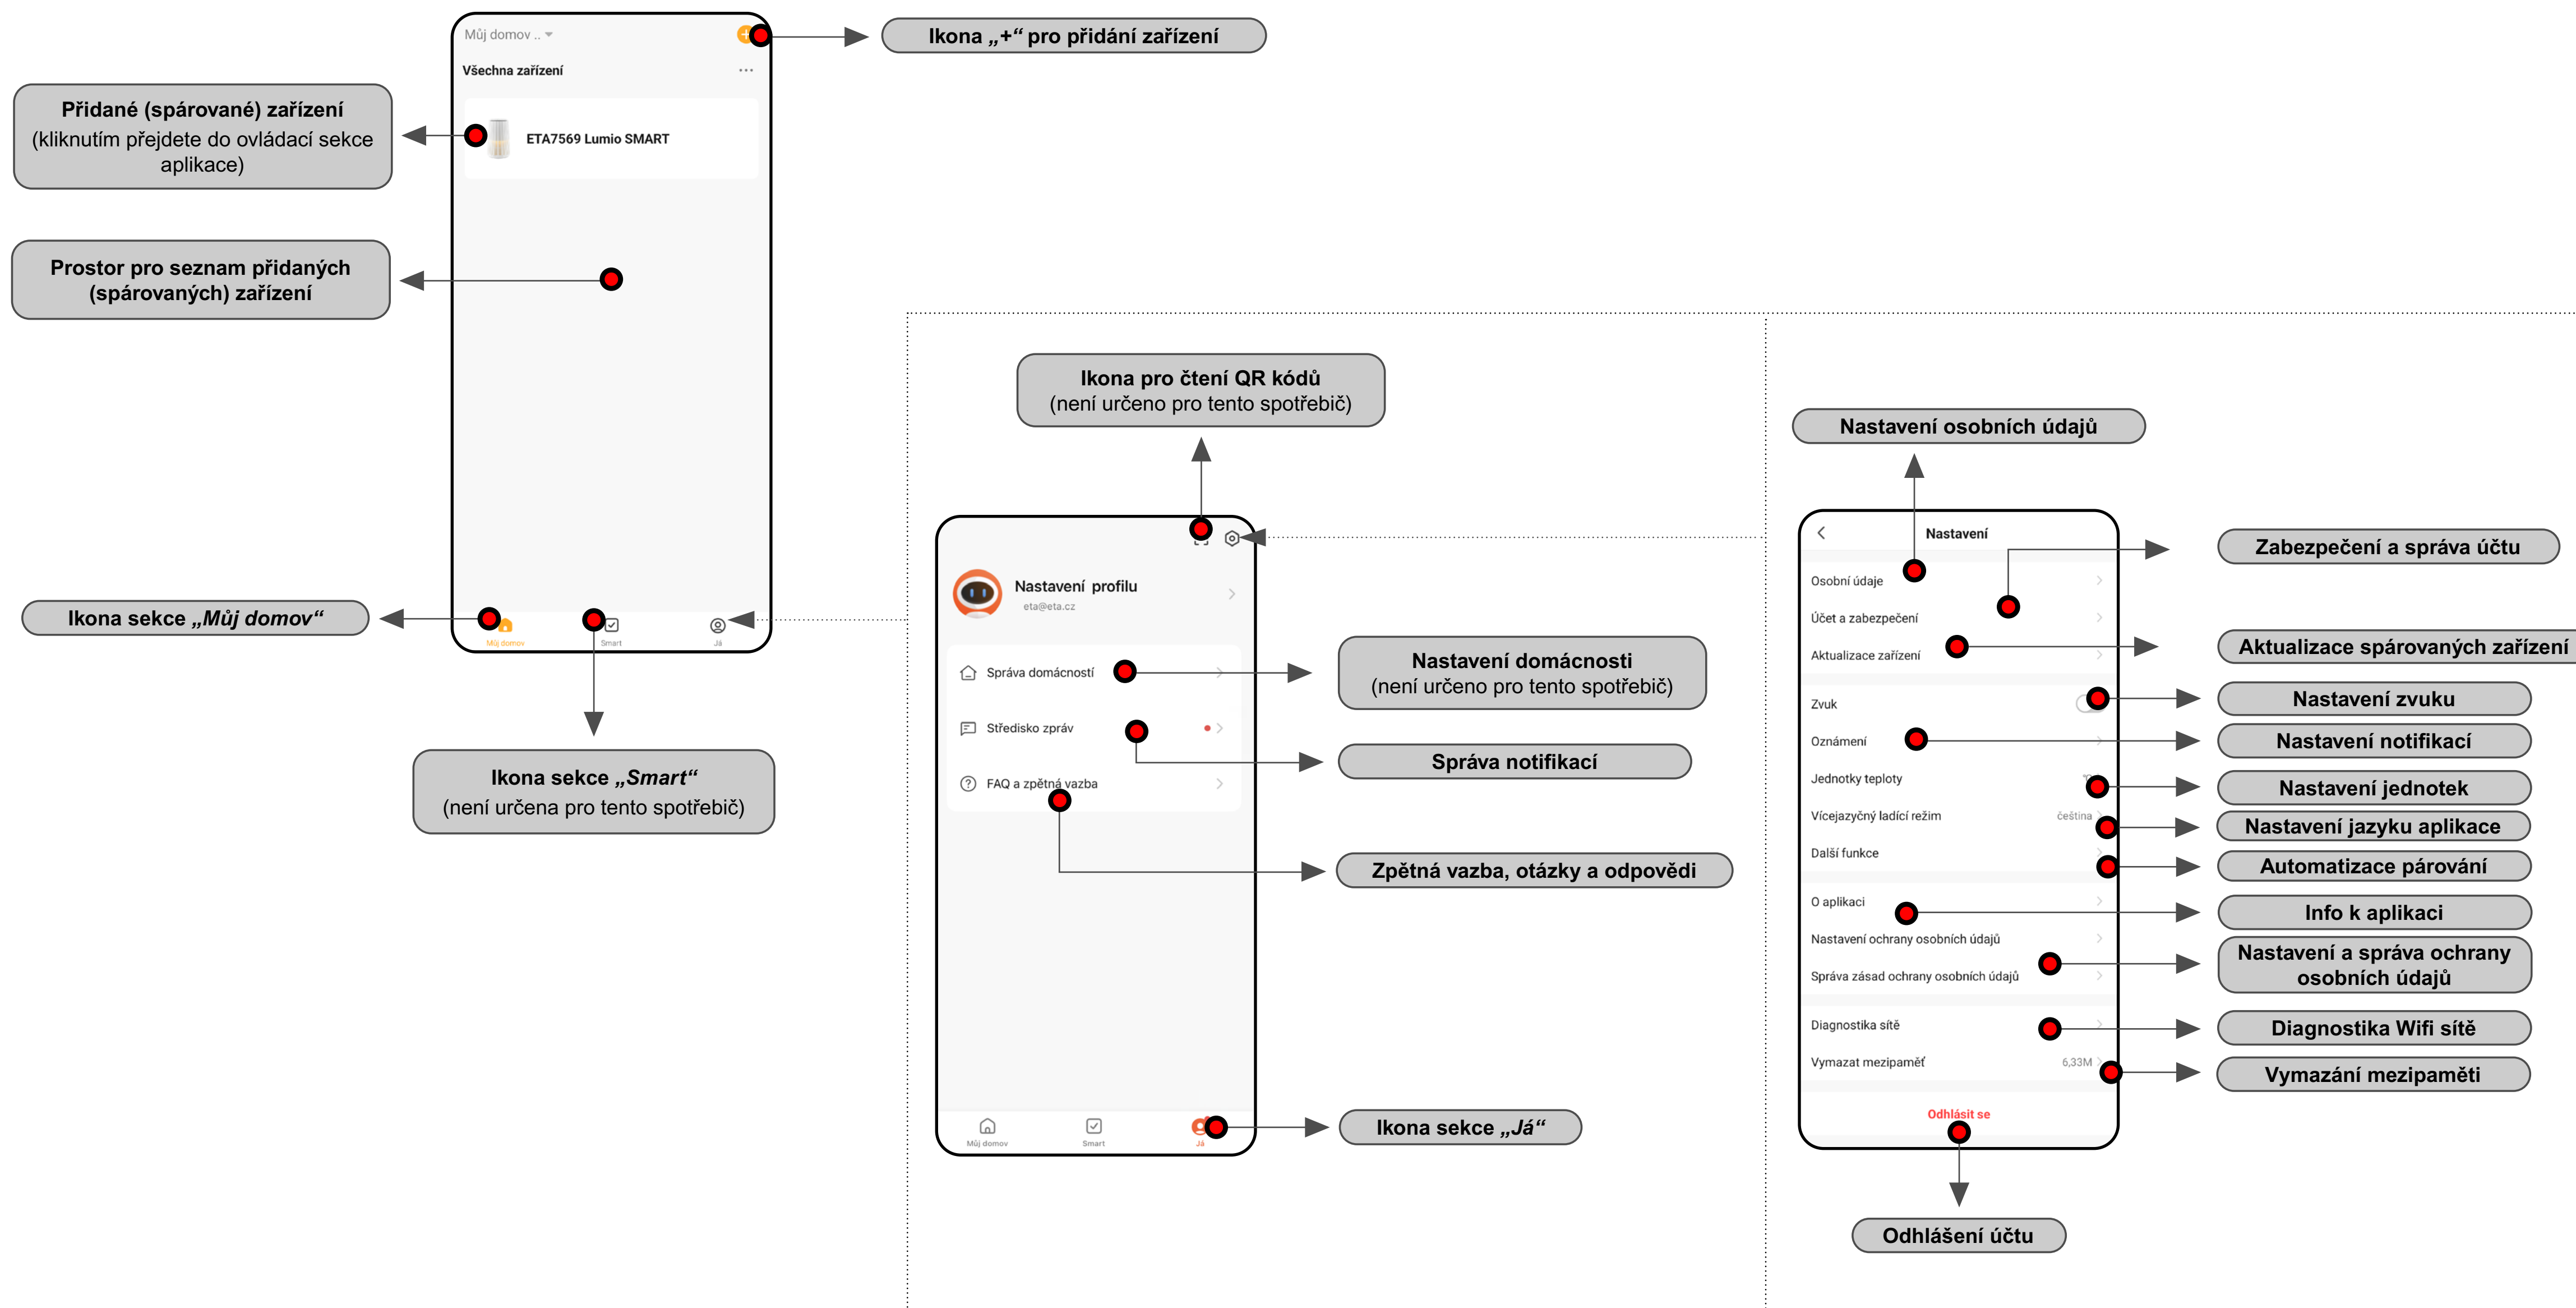 Můj domov ..
Všechna zařízení
ETA7569 Lumio SMART
Můj domov
Smart
Já
Ikona „+“ pro přidání zařízení
Přidané (spárované) zařízení
(kliknutím přejdete do ovládací sekce
aplikace)
Prostor pro seznam přidaných
(spárovaných) zařízení
Ikona sekce „Můj domov“
Ikona sekce „Smart“
(není určena pro tento spotřebič)
Ikona pro čtení QR kódů
(není určeno pro tento spotřebič)
Nastavení profilu
eta@eta.cz
Správa domácností
Středisko zpráv
FAQ a zpětná vazba
Můj domov
Smart
Já
Nastavení domácnosti
(není určeno pro tento spotřebič)
Správa notifikací
Zpětná vazba, otázky a odpovědi
Ikona sekce „Já“
Nastavení osobních údajů
Nastavení
Osobní údaje
Účet a zabezpečení
Aktualizace zařízení
Zvuk
Oznámení
Jednotky teploty
Vícejazyčný ladící režim
čeština
Další funkce
O aplikaci
Nastavení ochrany osobních údajů
Správa zásad ochrany osobních údajů
Diagnostika sítě
Vymazat mezipaměť
6,33M
Odhlásit se
Zabezpečení a správa účtu
Aktualizace spárovaných zařízení
Nastavení zvuku
Nastavení notifikací
Nastavení jednotek
Nastavení jazyku aplikace
Automatizace párování
Info k aplikaci
Nastavení a správa ochrany
osobních údajů
Diagnostika Wifi sítě
Vymazání mezipaměti
Odhlášení účtu